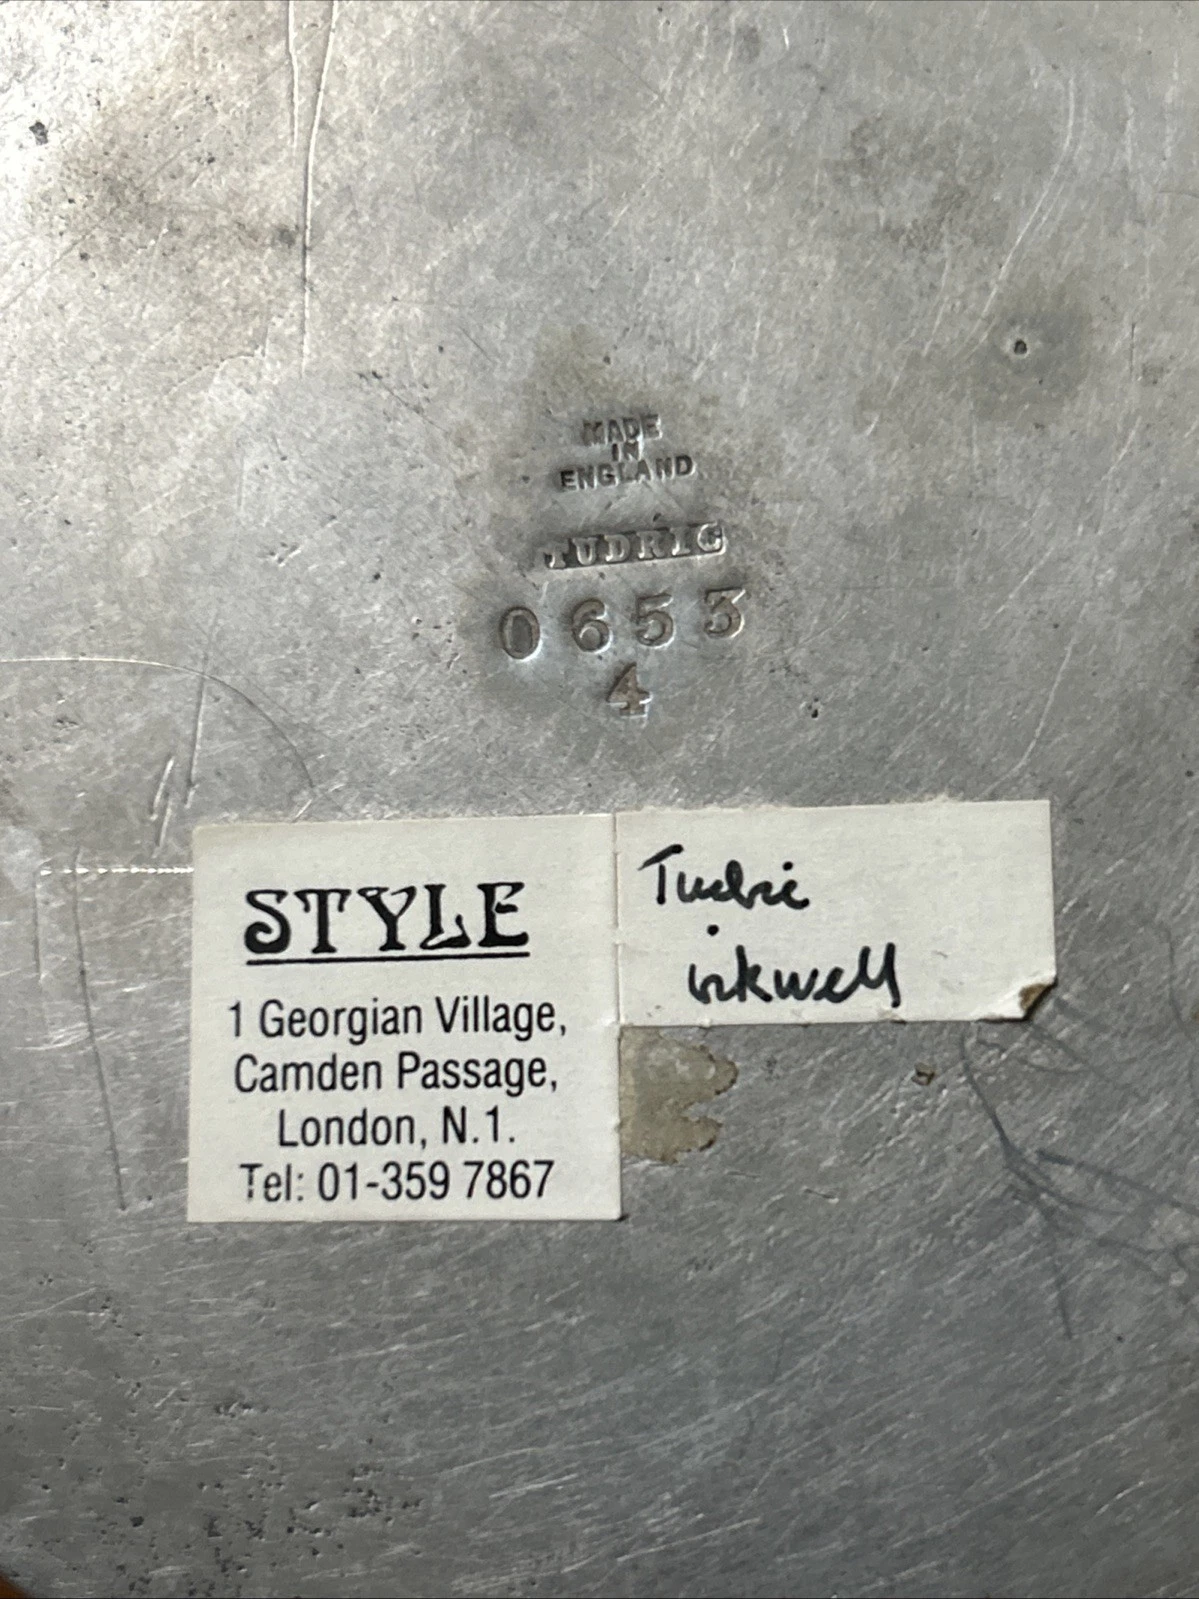 MADE
IN
ENGLAND
TUDRIC
0653
4
STYLE
1 Georgian Village,
Camden Passage,
London, N.1.
Tel: 01-359 7867
Tudric
inkwell